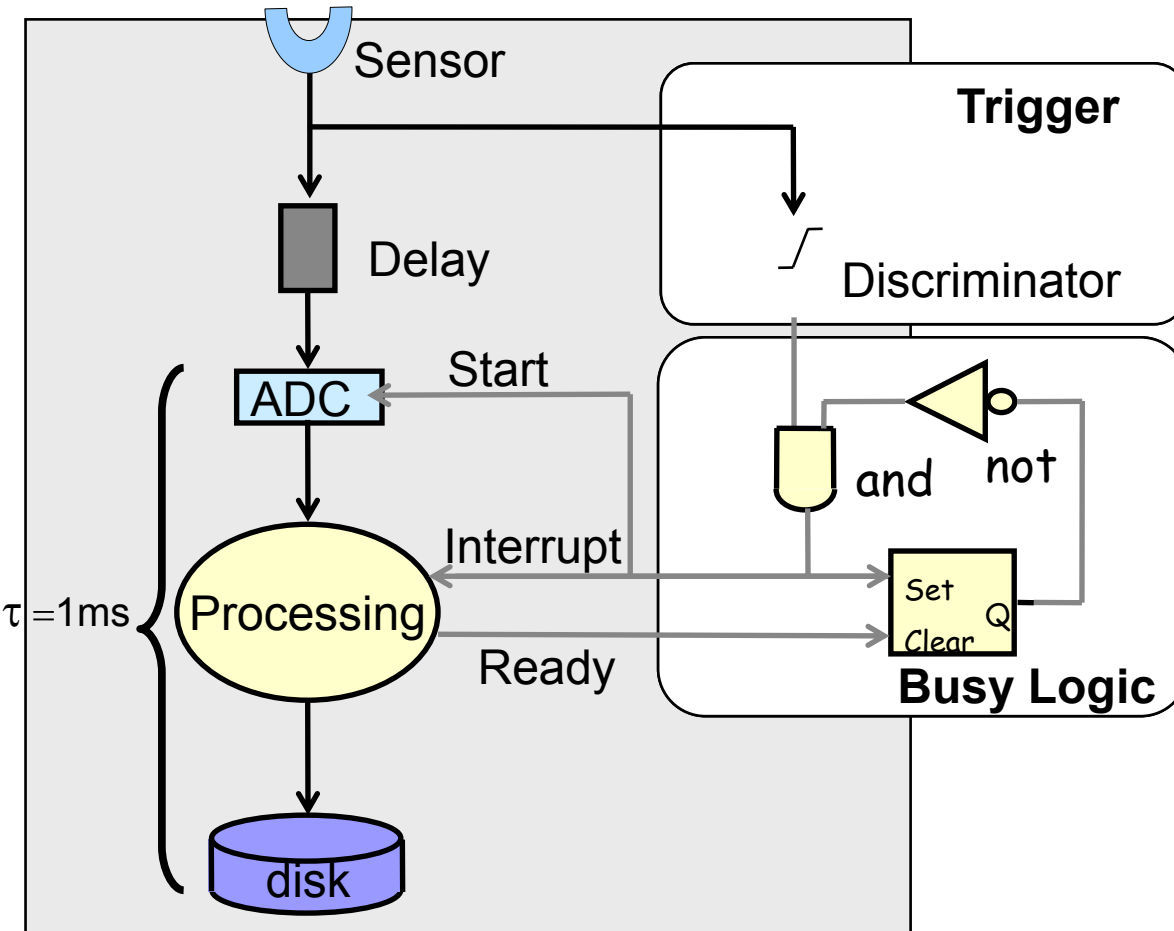 Sensor
Trigger
Delay
Discriminator
Start
ADC
and
not
Interrupt
Set
τ=1ms
Processing
Q
Clear
Ready
Busy Logic
disk